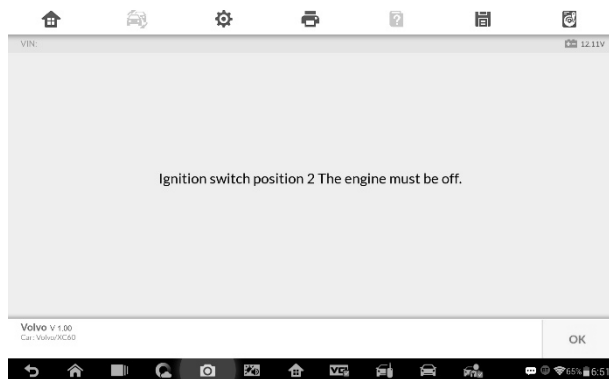 VIN:
12.11V
Ignition switch position 2 The engine must be off.
Volvo V 1.00
Car: Volvo/XC60
OK
65% 6:51